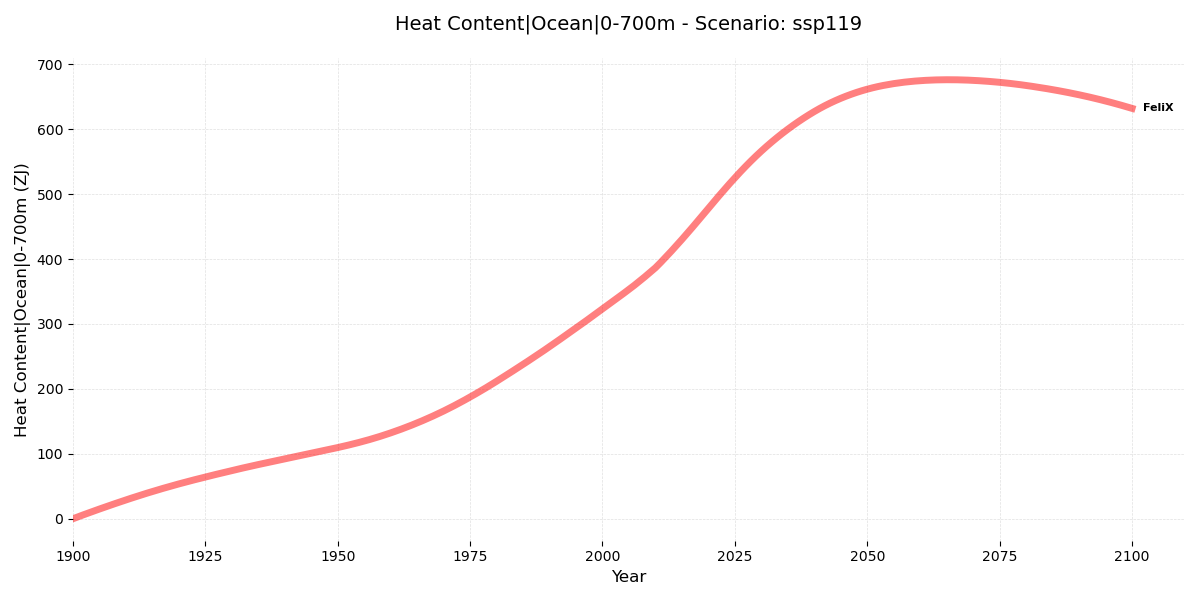 Heat Content|Ocean|0-700m - Scenario: ssp119
Heat Content|Ocean|0-700m (ZJ)
700
600
500
400
300
200
100
0
FeliX
1900 1925 1950 1975 2000 2025 2050 2075 2100
Year